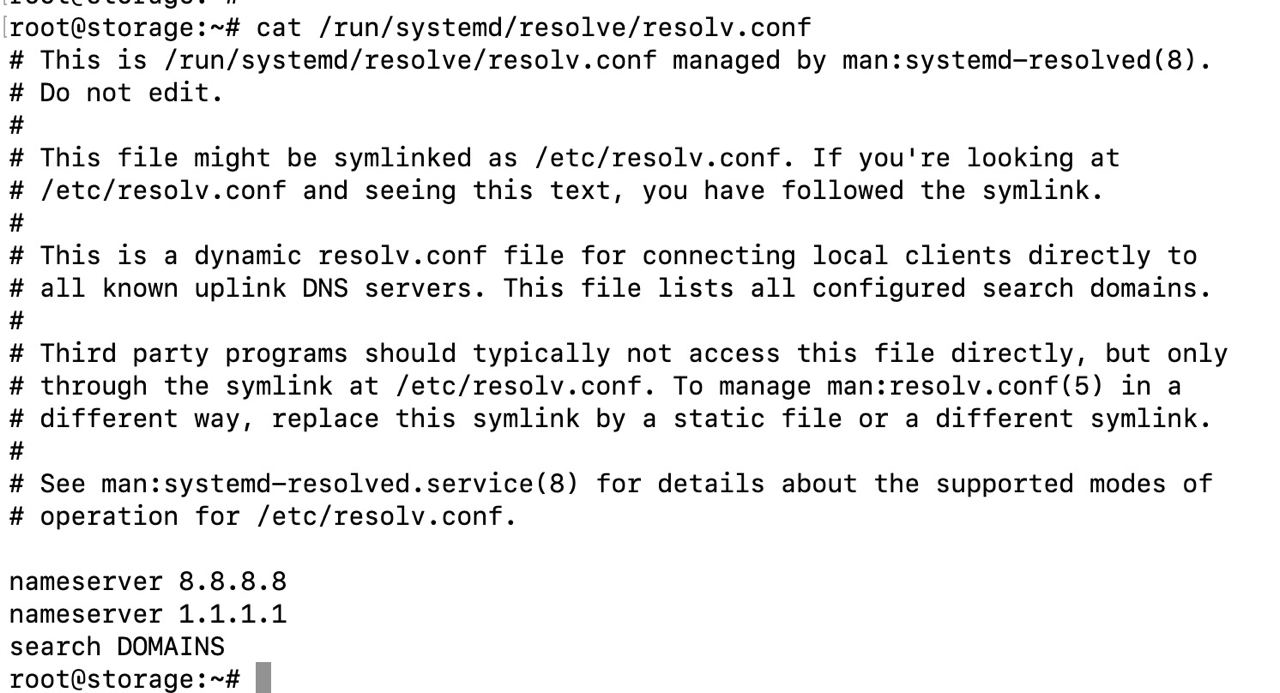 [root@storage:~# cat /run/systemd/resolve/resolv.conf
# This is /run/systemd/resolve/resolv.conf managed by man:systemd-resolved(8).
# Do not edit.
#
# This file might be symlinked as /etc/resolv.conf. If you're looking at
# /etc/resolv.conf and seeing this text, you have followed the symlink.
#
# This is a dynamic resolv.conf file for connecting local clients directly to
# all known uplink DNS servers. This file lists all configured search domains.
#
# Third party programs should typically not access this file directly, but only
# through the symlink at /etc/resolv.conf. To manage man:resolv.conf(5) in a
# different way, replace this symlink by a static file or a different symlink.
#
# See man:systemd-resolved.service(8) for details about the supported modes of
# operation for /etc/resolv.conf.
nameserver 8.8.8.8
nameserver 1.1.1.1
search DOMAINS
root@storage:~#